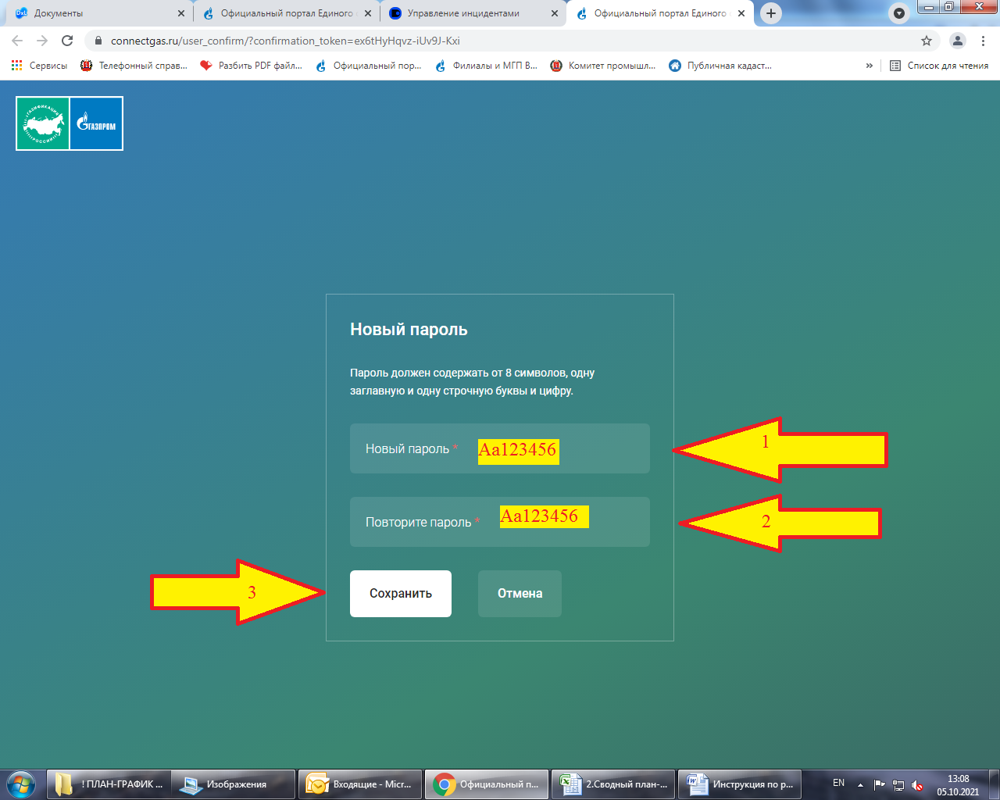 Документы
Официальный портал Единого
Управление инцидентами
Официальный портал Единого
connectgas.ru/user_confirm/?confirmation_token=ex6tHyHqvz-iUv9J-Kxi
Сервисы
Телефонный справ...
Разбить PDF файл...
Официальный пор...
Филиалы и МГП В...
Комитет промышл...
Публичная кадаст...
»
Список для чтения
ГАЗИФИКАЦИЯ
РОССИИ
ГАЗПРОМ
Новый пароль
Пароль должен содержать от 8 символов, одну
заглавную и одну строчную буквы и цифру.
Новый пароль * Aa123456
1
Повторите пароль * Aa123456
2
3
Сохранить
Отмена
! ПЛАН-ГРАФИК ...
Изображения
Входящие - Micr...
Официальный п...
2.Сводный план-...
Инструкция по р...
EN
13:08
05.10.2021